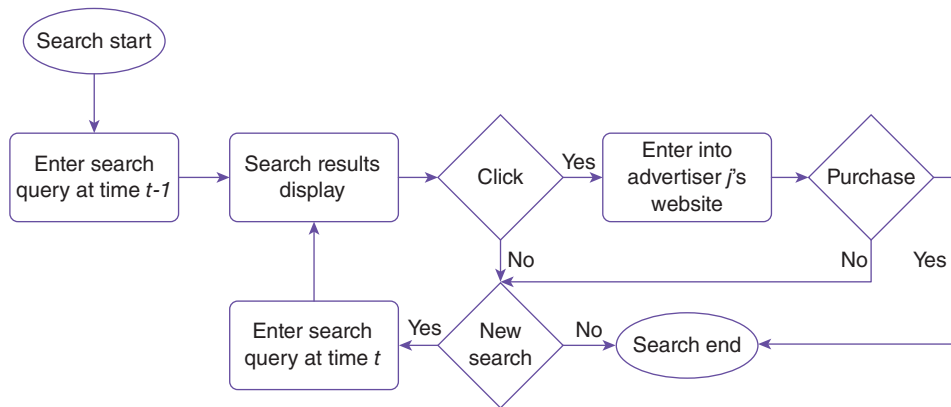 Search start
Enter search
query at time t-1
Search results
display
Click
Yes
Enter into
advertiser j's
website
Purchase
No
No
Yes
Enter search
query at time t
Yes
New
search
No
Search end